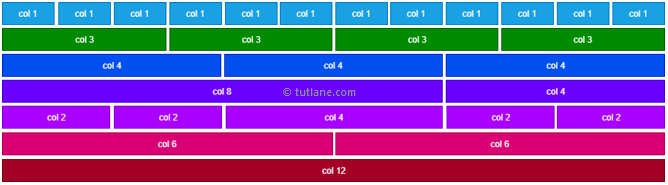 col 1 col 1 col 1 col 1 col 1 col 1 col 1 col 1 col 1 col 1 col 1 col 1
col 3 col 3 col 3 col 3
col 4 col 4 col 4
col 8 © tutlane.com col 4
col 2 col 2 col 4 col 2 col 2
col 6 col 6
col 12